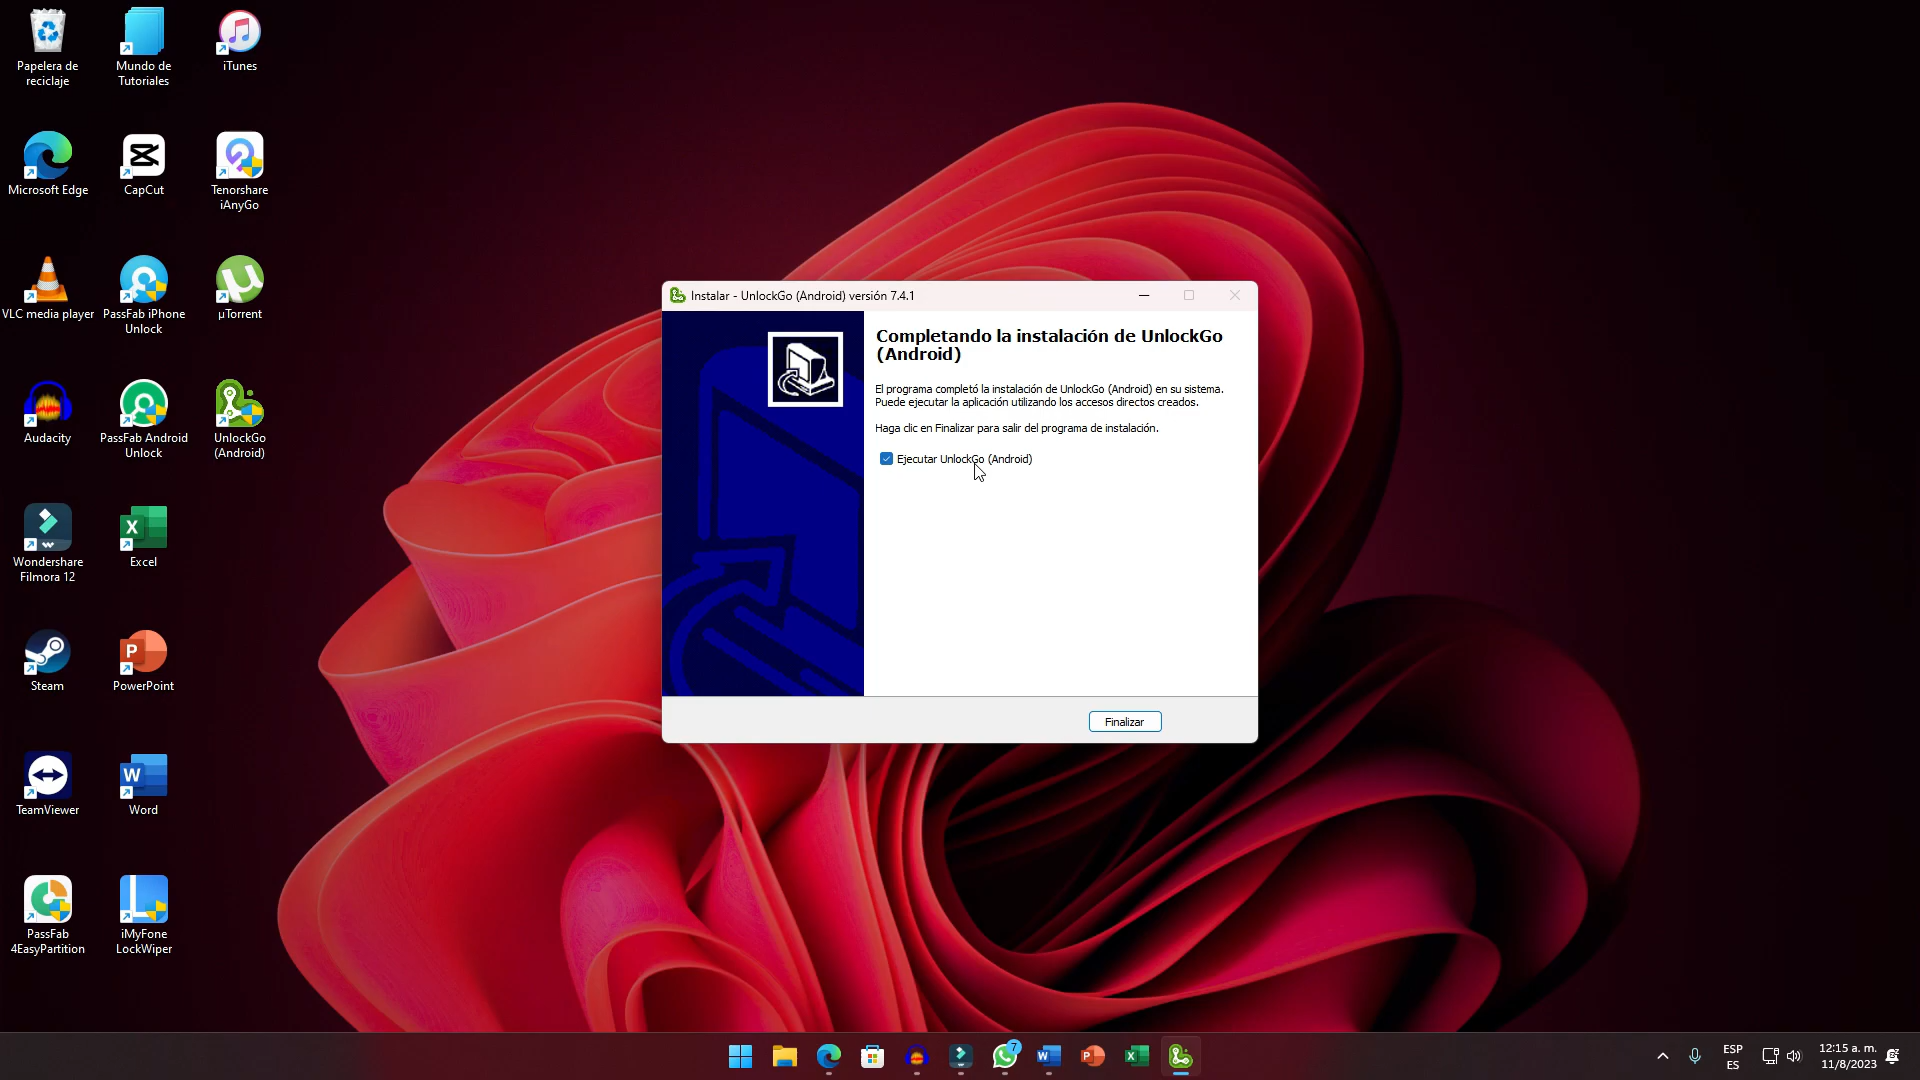 Papelera de
reciclaje
Mundo de
Tutoriales
iTunes
Microsoft Edge
CapCut
Tenorshare
iAnyGo
VLC media player
PassFab iPhone
Unlock
µTorrent
Audacity
PassFab Android
Unlock
UnlockGo
(Android)
Wondershare
Filmora 12
Excel
Steam
PowerPoint
TeamViewer
Word
PassFab
4EasyPartition
iMyFone
LockWiper
Instalar - UnlockGo (Android) versión 7.4.1
Completando la instalación de UnlockGo
(Android)
El programa completó la instalación de UnlockGo (Android) en su sistema.
Puede ejecutar la aplicación utilizando los accesos directos creados.
Haga clic en Finalizar para salir del programa de instalación.
Ejecutar UnlockGo (Android)
Finalizar
7
ESP
ES
12:15 a. m.
11/8/2023